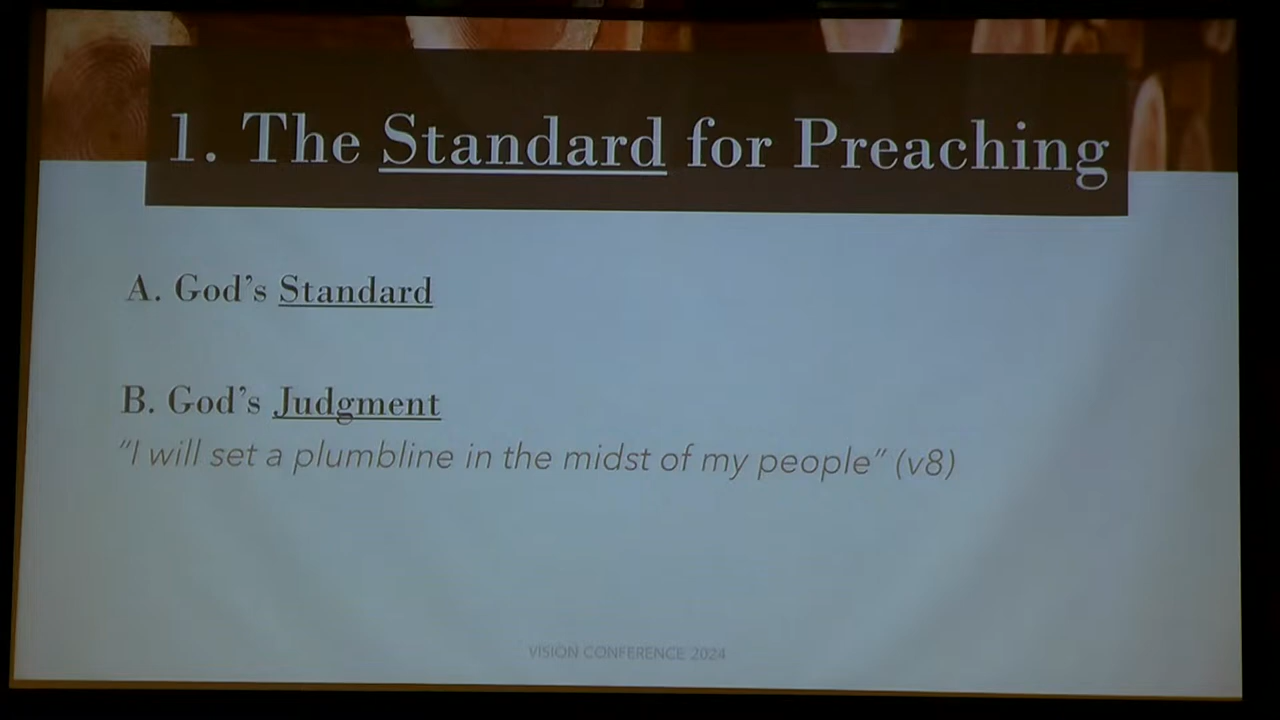 1. The Standard for Preaching
A. God's Standard
B. God's Judgment
"I will set a plumbline in the midst of my people" (v8)
VISION CONFERENCE 2024